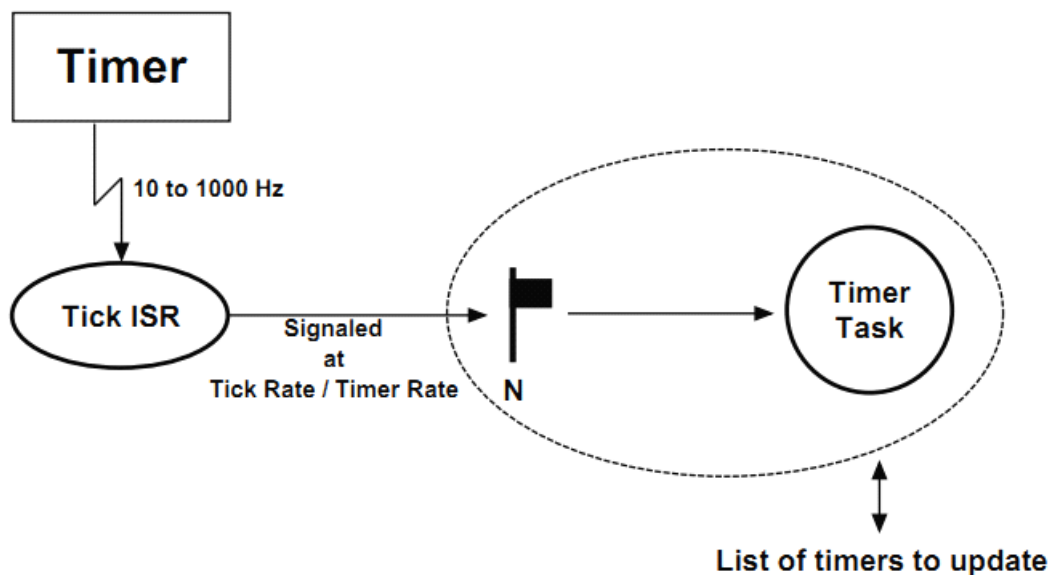 Timer
10 to 1000 Hz
Tick ISR
Signaled
at
Tick Rate / Timer Rate
N
Timer
Task
List of timers to update